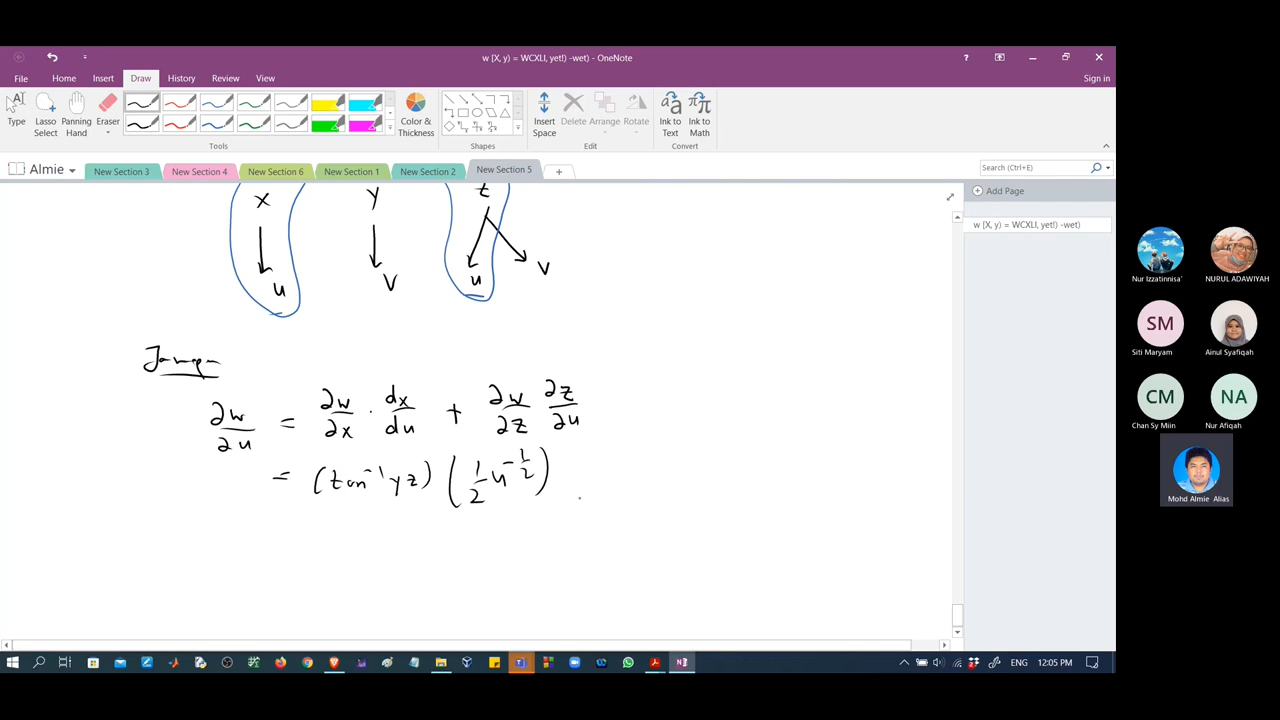 w [X, y) = WCXLI, yet!) -wet) - OneNote
File Home Insert Draw History Review View
Sign in
Type
Lasso Select
Panning Hand
Eraser
Color & Thickness
Insert Space
Delete
Arrange
Rotate
Ink to Text
Ink to Math
Tools
Shapes
Edit
Convert
Almie
New Section 3
New Section 4
New Section 6
New Section 1
New Section 2
New Section 5
Search (Ctrl+E)
Add Page
w [X, y) = WCXLI, yet!) -wet)
x y z
u v u v
∂w/∂u = ∂w/∂x · dx/du + ∂w/∂z ∂z/∂u
= (tan⁻¹ yz) (1/2 u^(-1/2))
Nur Izzatinnisa'
NURUL ADAWIYAH
SM
Siti Maryam
Ainul Syafiqah
CM
Chan Sy Miin
NA
Nur Afiqah
Mohd Almie Alias
ENG
12:05 PM